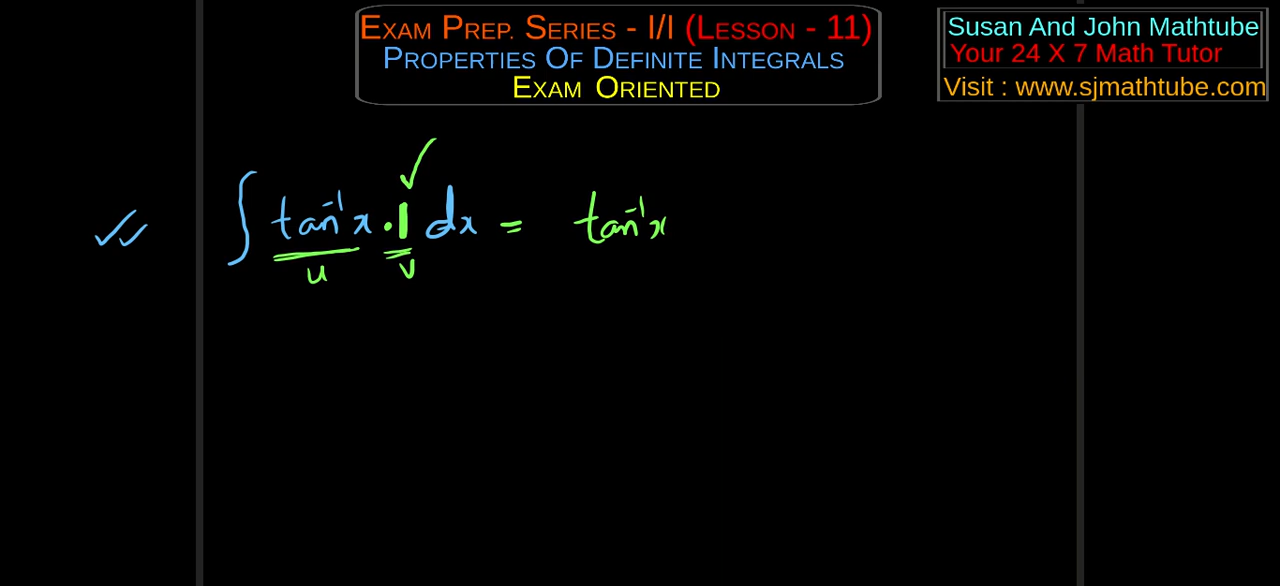 EXAM PREP. SERIES - I/I (LESSON - 11)
PROPERTIES OF DEFINITE INTEGRALS
EXAM ORIENTED
Susan And John Mathtube
Your 24 X 7 Math Tutor
Visit : www.sjmathtube.com
∫ tan⁻¹x · 1 dx = tan⁻¹x
u v